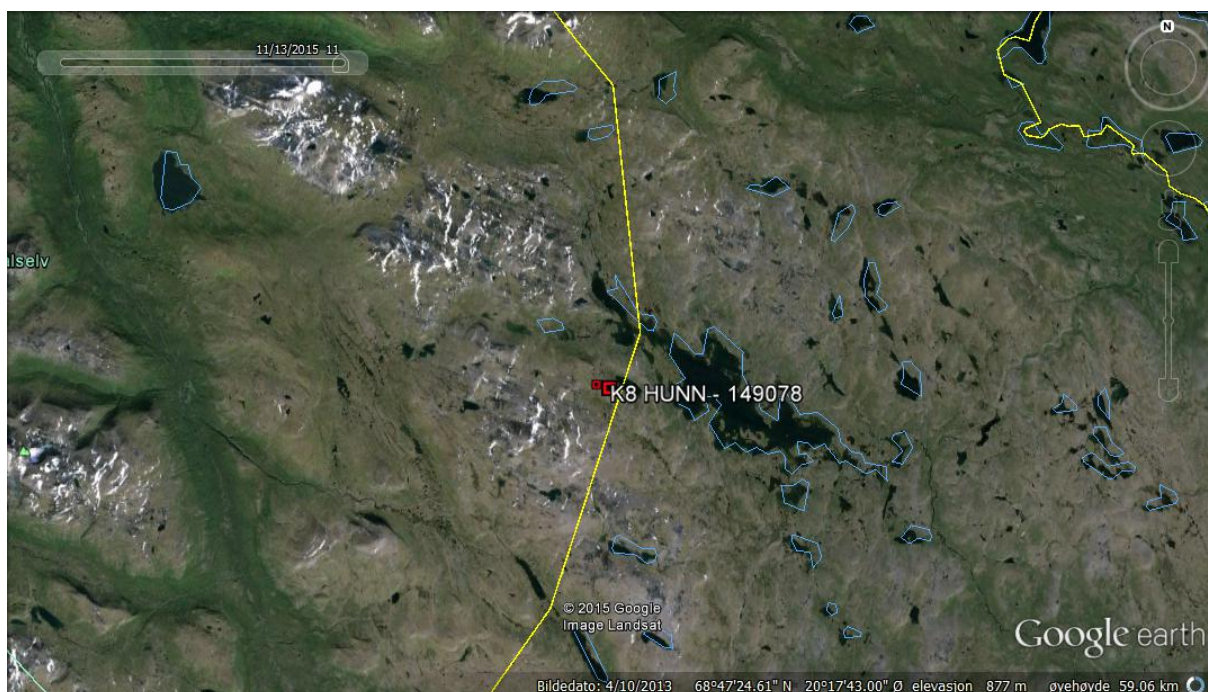 11/13/2015 11
N
alselv
K8 HUNN - 149078
© 2015 Google
Image Landsat
Google earth
Bildedato: 4/10/2013 68°47'24.61" N 20°17'43.00" Ø elevasjon 877 m øyehøyde 59.06 km